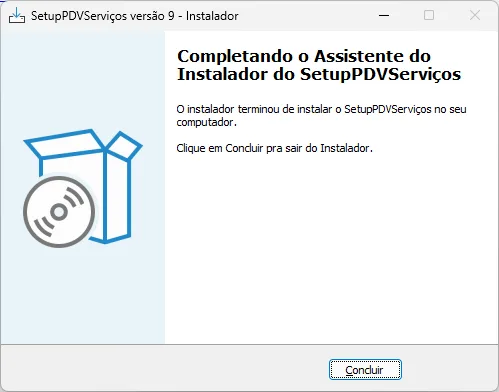 SetupPDVServiços versão 9 - Instalador
Completando o Assistente do
Instalador do SetupPDVServiços
O instalador terminou de instalar o SetupPDVServiços no seu
computador.
Clique em Concluir pra sair do Instalador.
Concluir